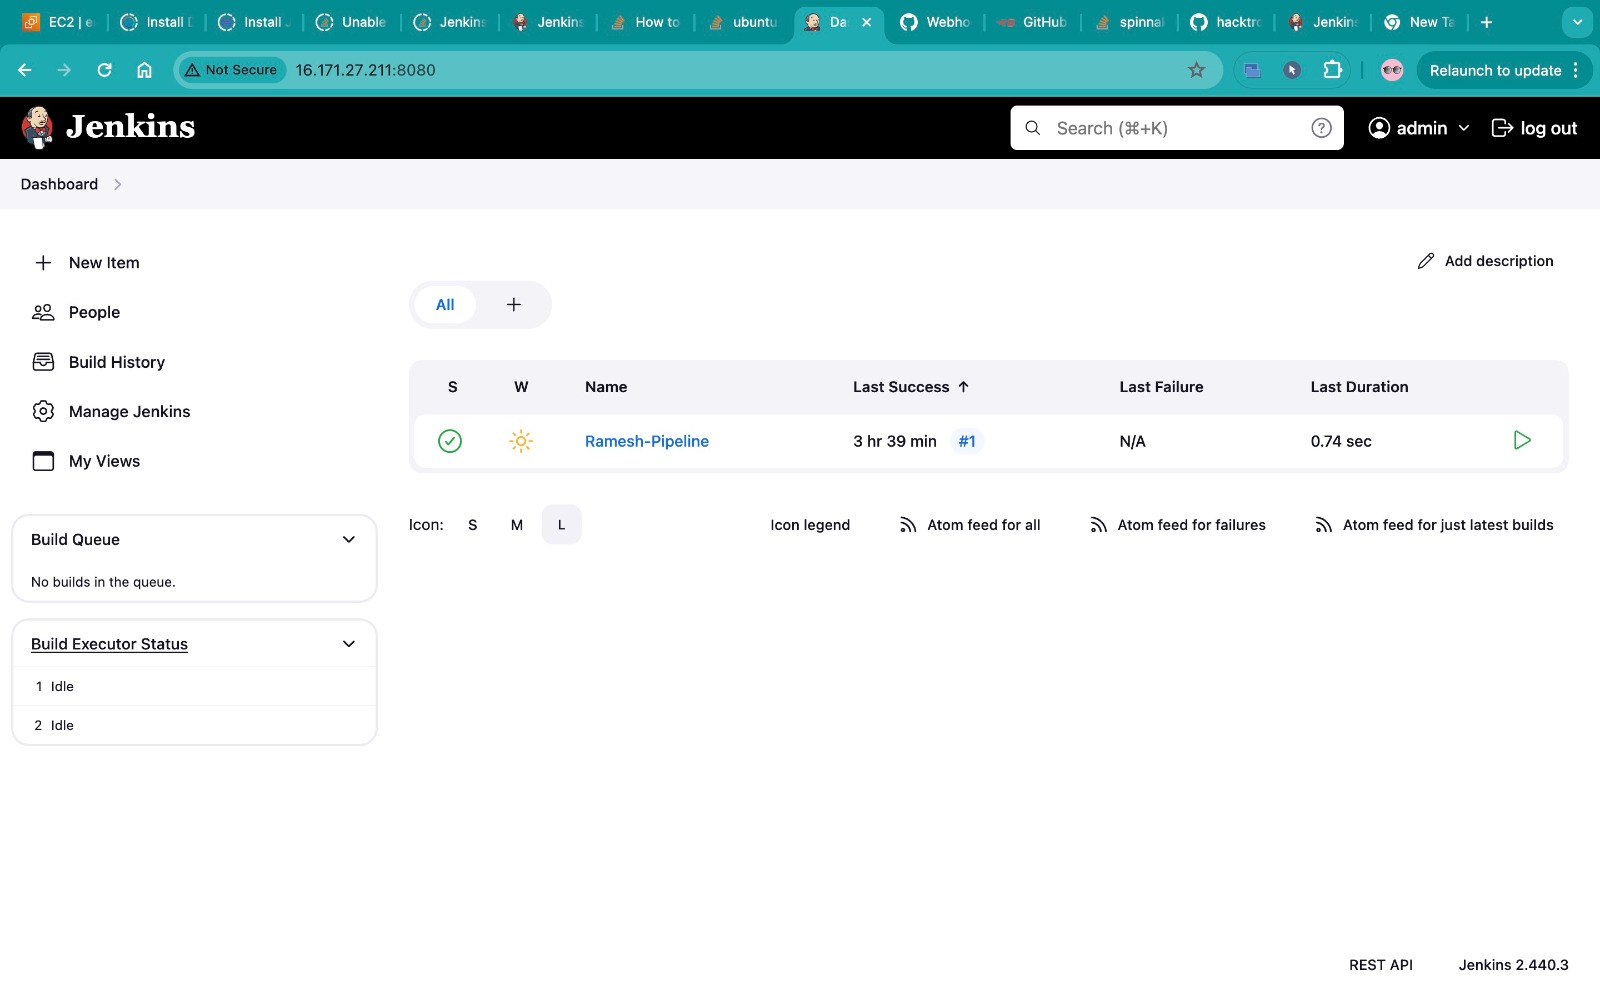 EC2 | e
Install D
Install J
Unable
Jenkins
Jenkins
How to
ubuntu
Da
Webho
GitHub
spinnak
hacktro
Jenkins
New Ta
Not Secure
16.171.27.211:8080
Relaunch to update
Jenkins
Search (⌘+K)
admin
log out
Dashboard
New Item
Add description
People
All
Build History
Manage Jenkins
My Views
S W Name Last Success ↑ Last Failure Last Duration
Ramesh-Pipeline 3 hr 39 min #1 N/A 0.74 sec
Icon: S M L
Icon legend
Atom feed for all
Atom feed for failures
Atom feed for just latest builds
Build Queue
No builds in the queue.
Build Executor Status
1 Idle
2 Idle
REST API
Jenkins 2.440.3